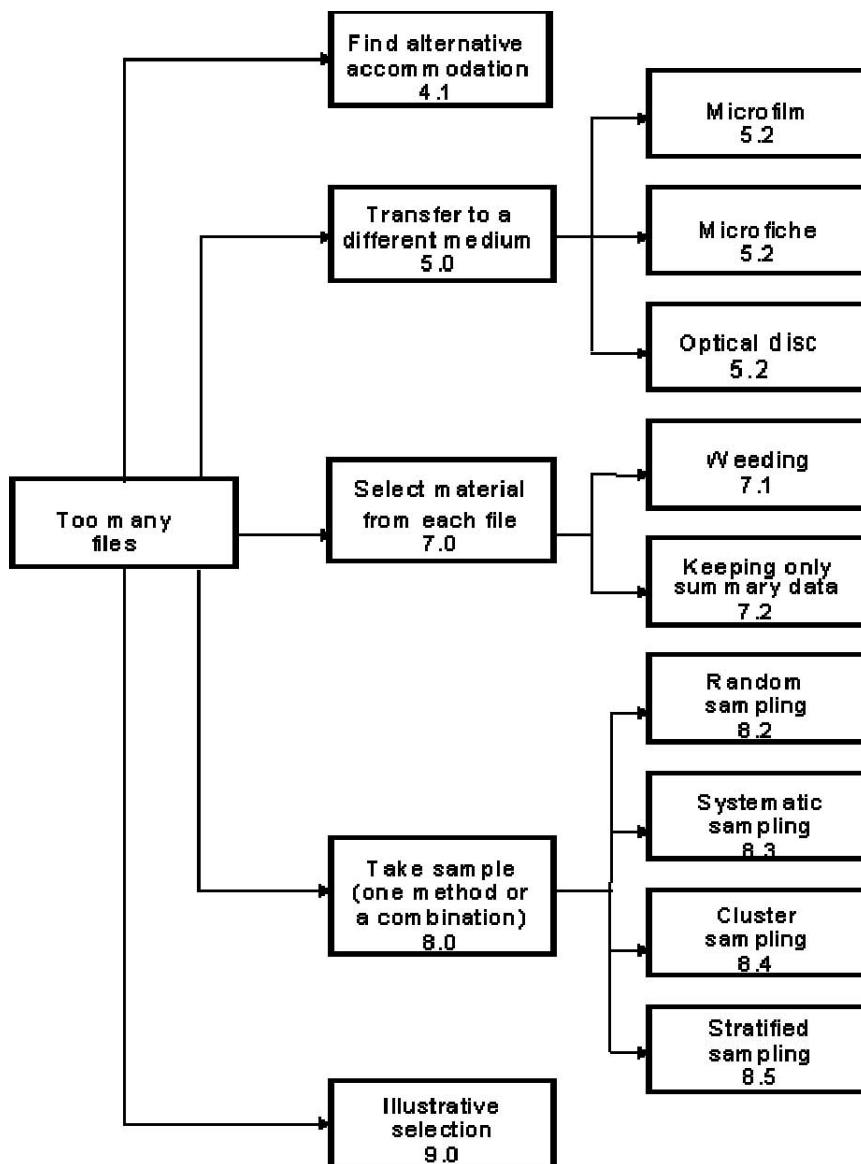 Find alternative
accommodation
4.1
Microfilm
5.2
Transfer to a
different medium
5.0
Microfiche
5.2
Optical disc
5.2
Too many
files
Select material
from each file
7.0
Weeding
7.1
Keeping only
summary data
7.2
Random
sampling
8.2
Systematic
sampling
8.3
Take sample
(one method or
a combination)
8.0
Cluster
sampling
8.4
Stratified
sampling
8.5
Illustrative
selection
9.0